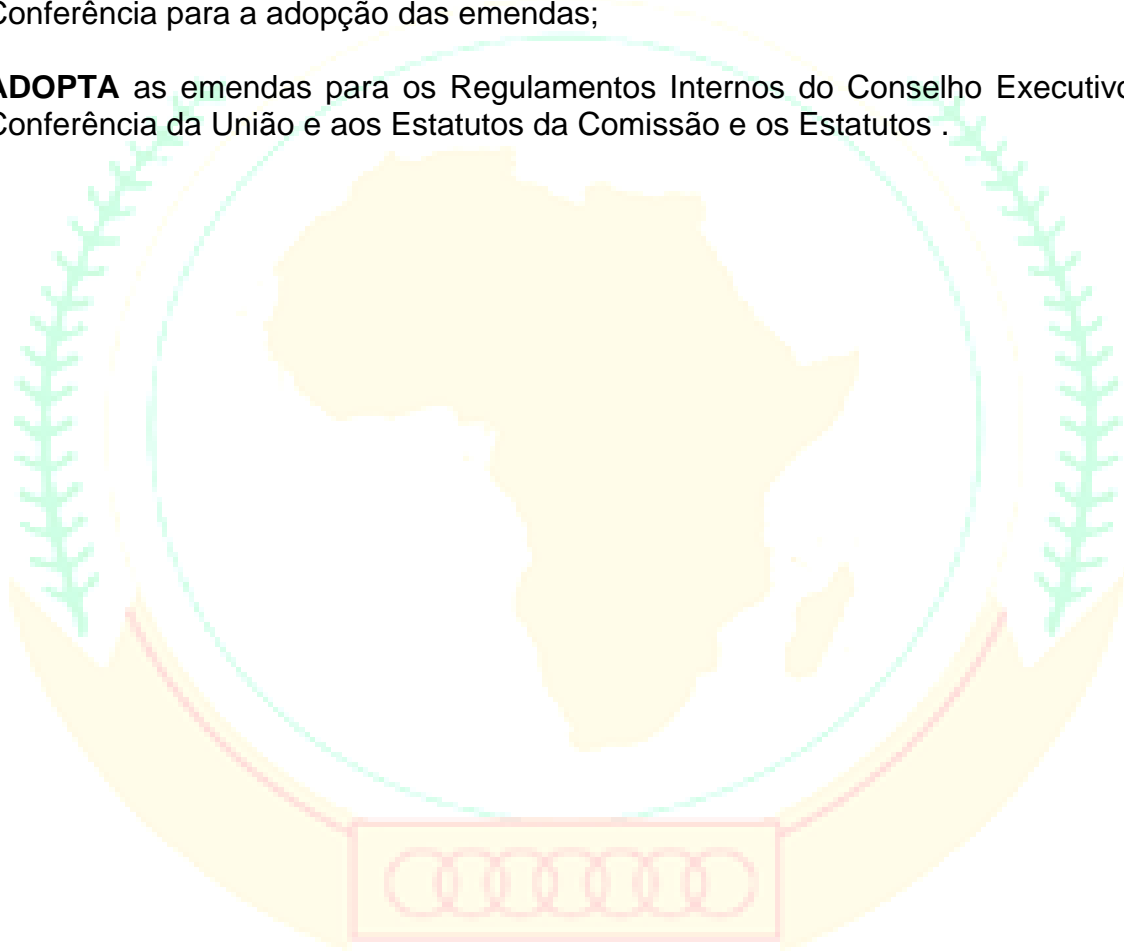 Conferência para a adopção das emendas;
ADOPTA as emendas para os Regulamentos Internos do Conselho Executivo
Conferência da União e aos Estatutos da Comissão e os Estatutos .